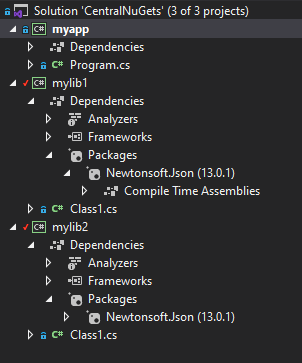 Solution 'CentralNuGets' (3 of 3 projects)
C# myapp
Dependencies
C# Program.cs
C# mylib1
Dependencies
Analyzers
Frameworks
Packages
Newtonsoft.Json (13.0.1)
Compile Time Assemblies
C# Class1.cs
C# mylib2
Dependencies
Analyzers
Frameworks
Packages
Newtonsoft.Json (13.0.1)
C# Class1.cs